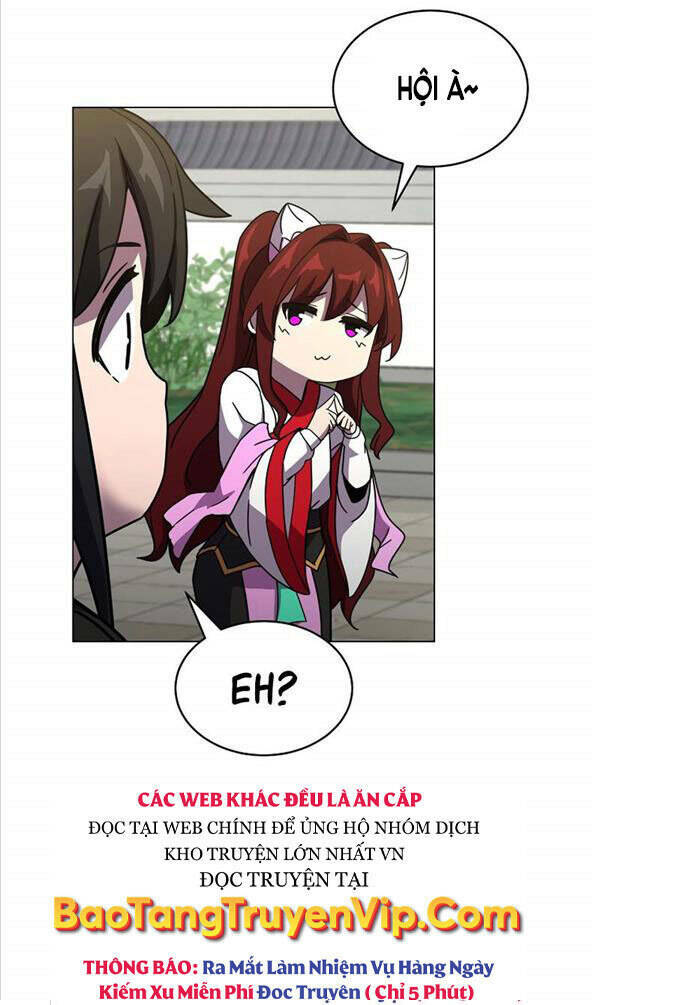 HỘI À~
EH?
CÁC WEB KHÁC ĐỀU LÀ ĂN CẮP
ĐỌC TẠI WEB CHÍNH ĐỂ ỦNG HỘ NHÓM DỊCH
KHO TRUYỆN LỚN NHẤT VN
ĐỌC TRUYỆN TẠI
BaoTangTruyenVip.Com
THÔNG BÁO: Ra Mắt Làm Nhiệm Vụ Hàng Ngày
Kiếm Xu Miễn Phí Đọc Truyện ( Chỉ 5 Phút)